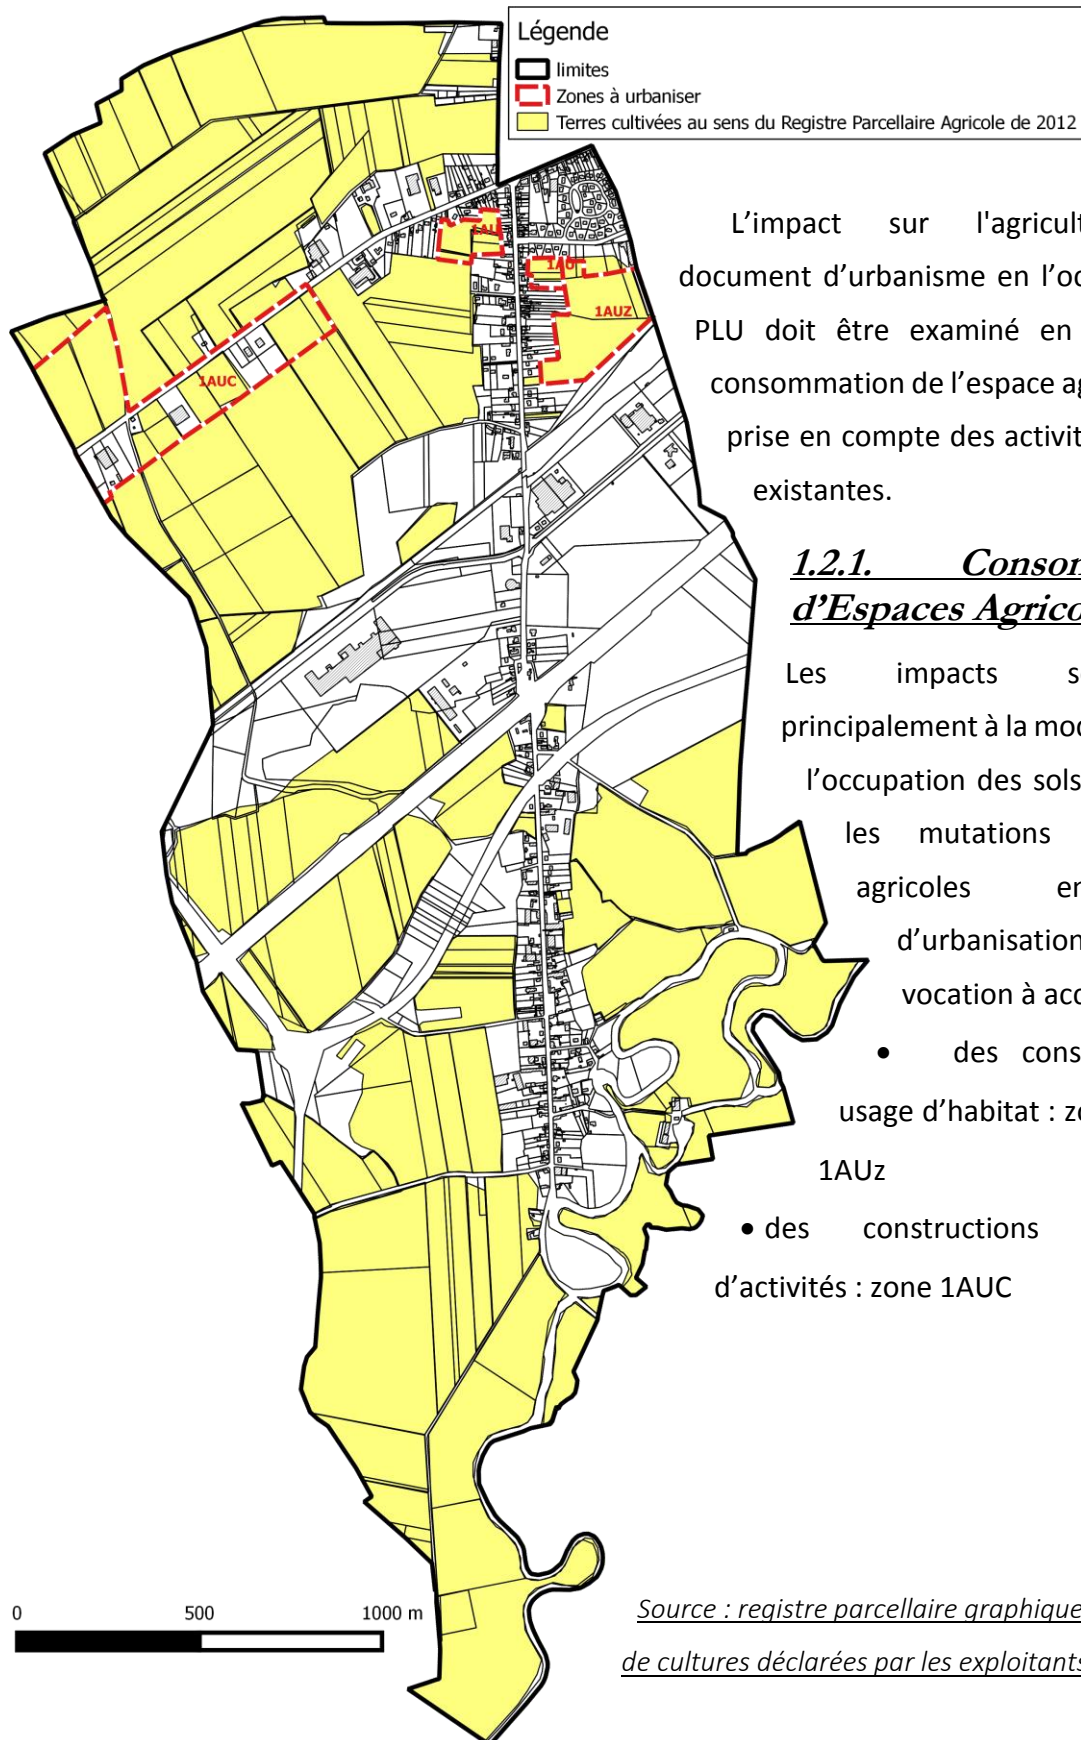 Légende
limites
Zones à urbaniser
Terres cultivées au sens du Registre Parcellaire Agricole de 2012
L’impact sur l'agricult
document d’urbanisme en l’oc
PLU doit être examiné en
consommation de l’espace ag
prise en compte des activit
existantes.
1AU
1AU
1AUZ
1AUC
1.2.1. Conson
d’Espaces Agrico
Les impacts s
principalement à la mod
l’occupation des sols
les mutations
agricoles en
d’urbanisation
vocation à acc
• des cons
usage d’habitat : z
1AUz
• des constructions
d’activités : zone 1AUC
0 500 1000 m
Source : registre parcellaire graphique
de cultures déclarées par les exploitants